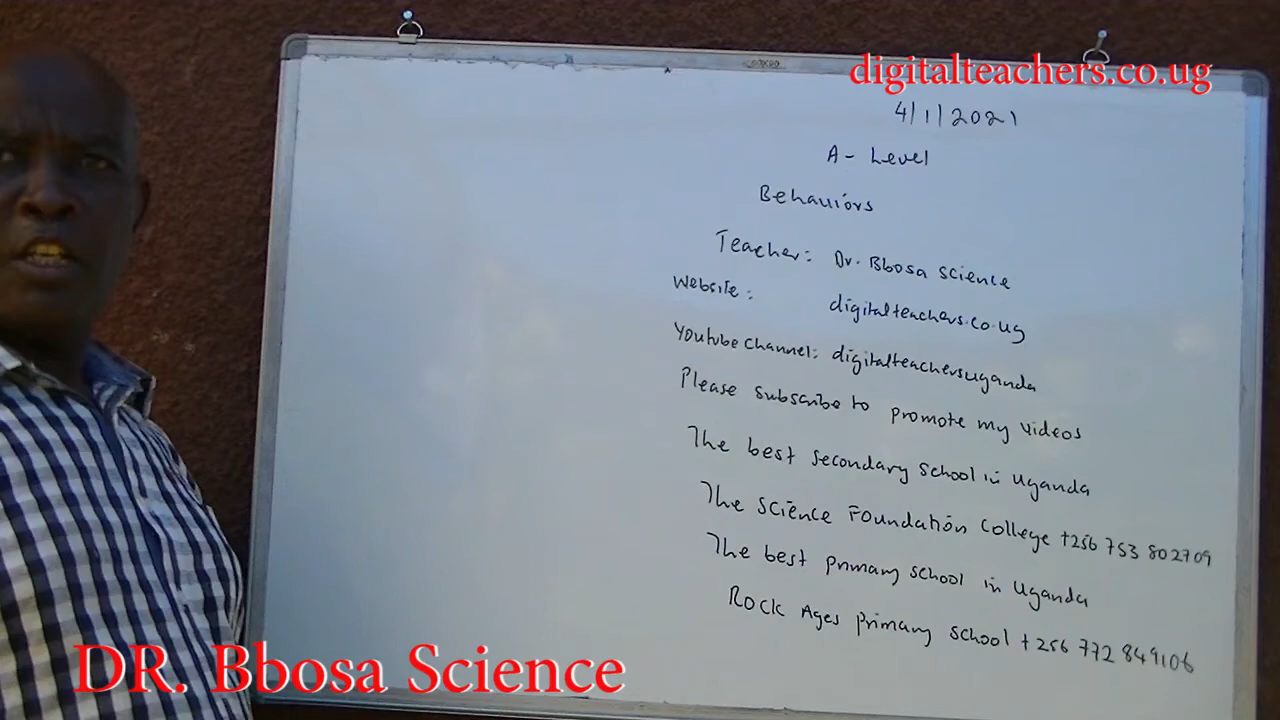 digitalteachers.co.ug
4/1/2021
A- Level
Behaviors
Teacher: Dr. Bbosa Science
Website: digitalteachers.co.ug
Youtube Channel: digitalteachersuganda
Please subscribe to promote my videos
The best secondary school in Uganda
The Science Foundation College +256 753 802709
The best primary school in Uganda
Rock Ages primary school +256 772 849106
DR. Bbosa Science